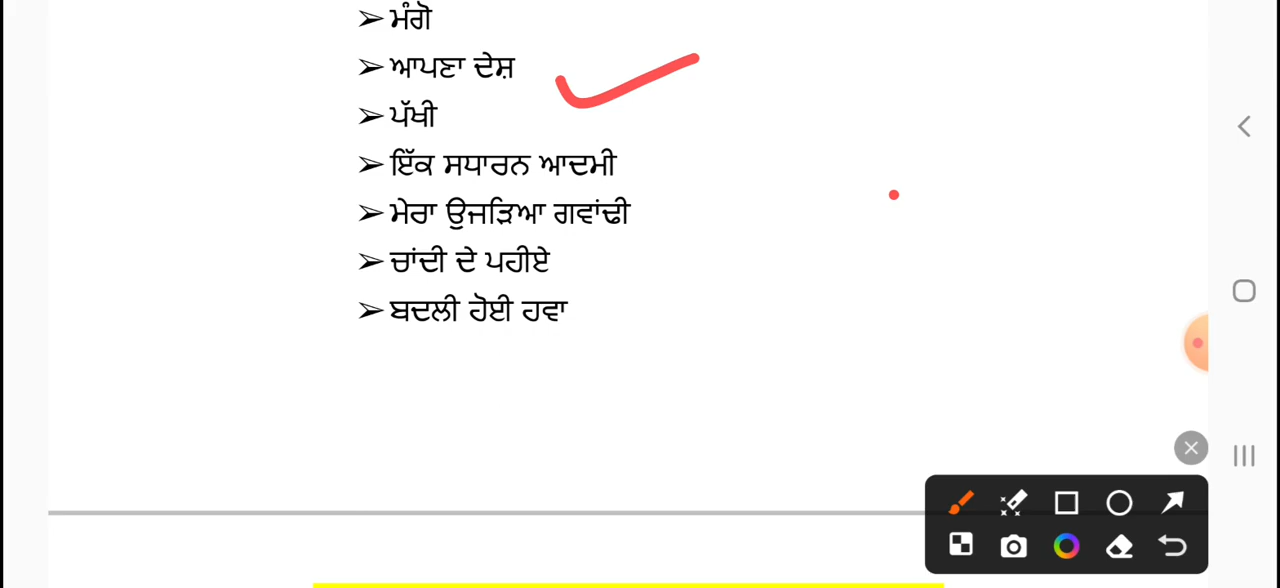 ➢ ਮੰਗੋ
➢ ਆਪਣਾ ਦੇਸ਼
➢ ਪੱਖੀ
➢ ਇੱਕ ਸਧਾਰਨ ਆਦਮੀ
➢ ਮੇਰਾ ਉਜੜਿਆ ਗਵਾਂਢੀ
➢ ਚਾਂਦੀ ਦੇ ਪਹੀਏ
➢ ਬਦਲੀ ਹੋਈ ਹਵਾ